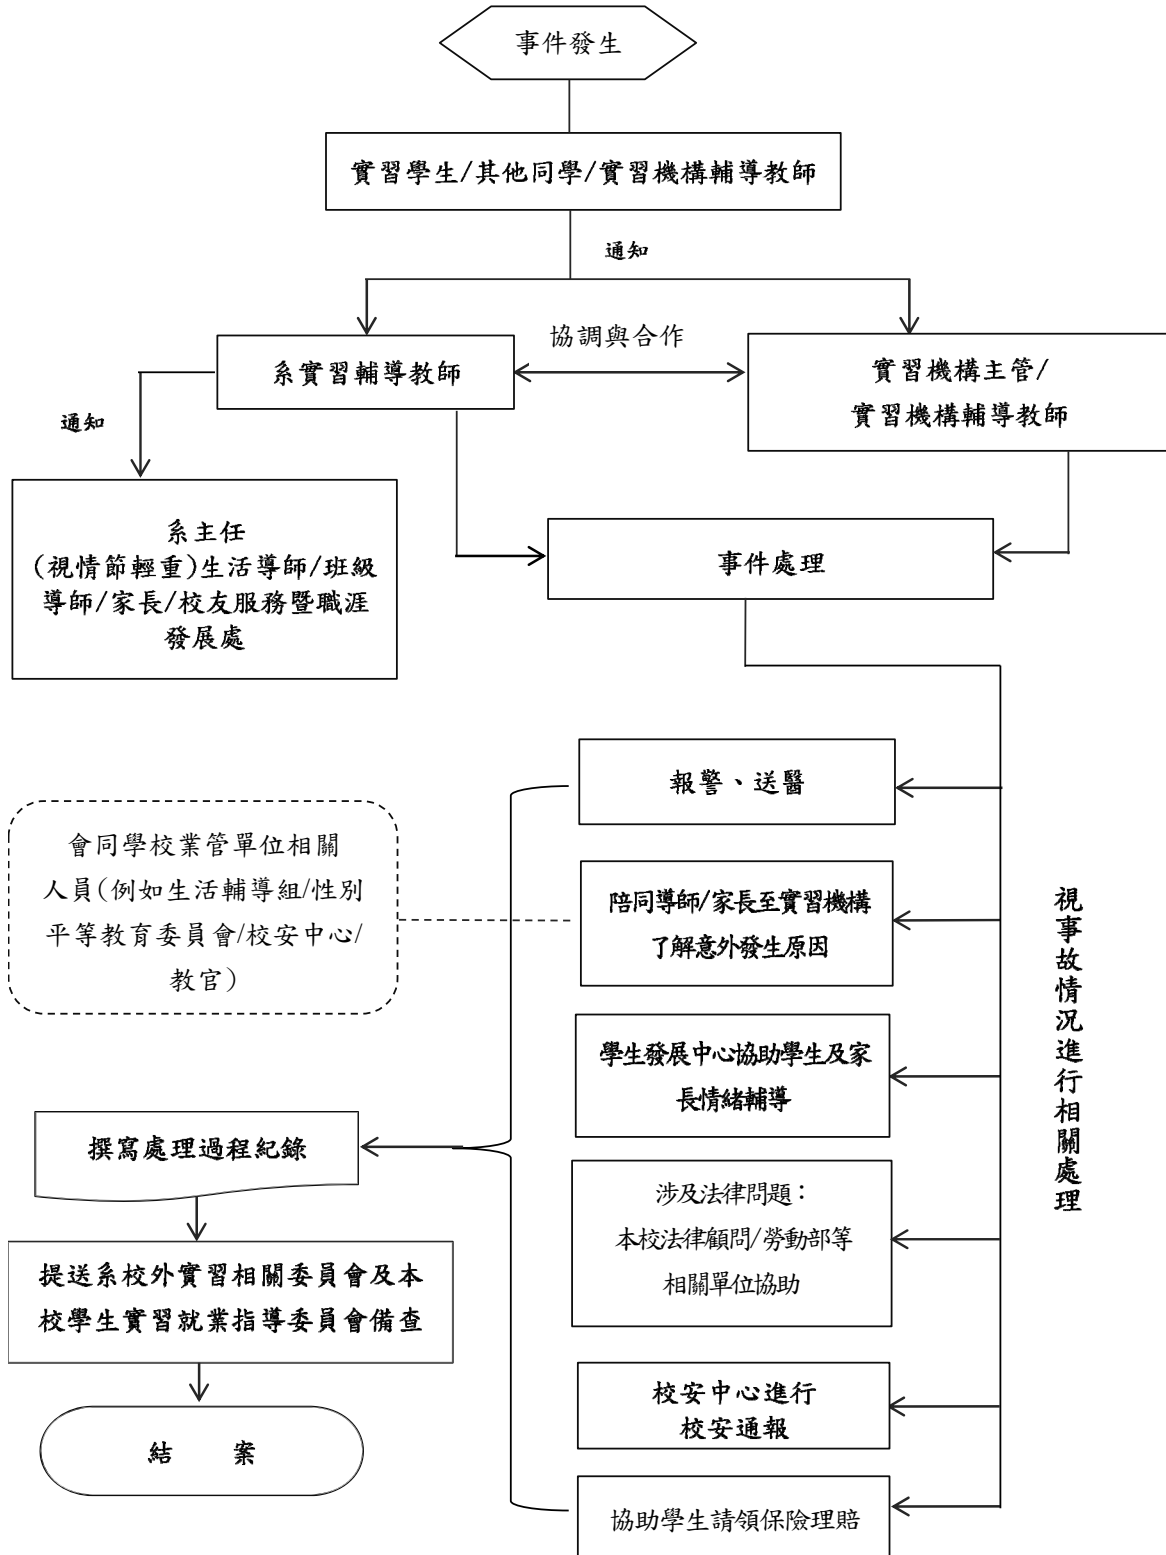 事件發生
實習學生/其他同學/實習機構輔導教師
通知
協調與合作
系實習輔導教師
實習機構主管/
實習機構輔導教師
通知
系主任
(視情節輕重)生活導師/班級
導師/家長/校友服務暨職涯
發展處
事件處理
視事故情況進行相關處理
報警、送醫
會同學校業管單位相關
人員(例如生活輔導組/性別
平等教育委員會/校安中心/
教官)
陪同導師/家長至實習機構
了解意外發生原因
學生發展中心協助學生及家
長情緒輔導
涉及法律問題：
本校法律顧問/勞動部等
相關單位協助
校安中心進行
校安通報
協助學生請領保險理賠
撰寫處理過程紀錄
提送系校外實習相關委員會及本
校學生實習就業指導委員會備查
結　　案